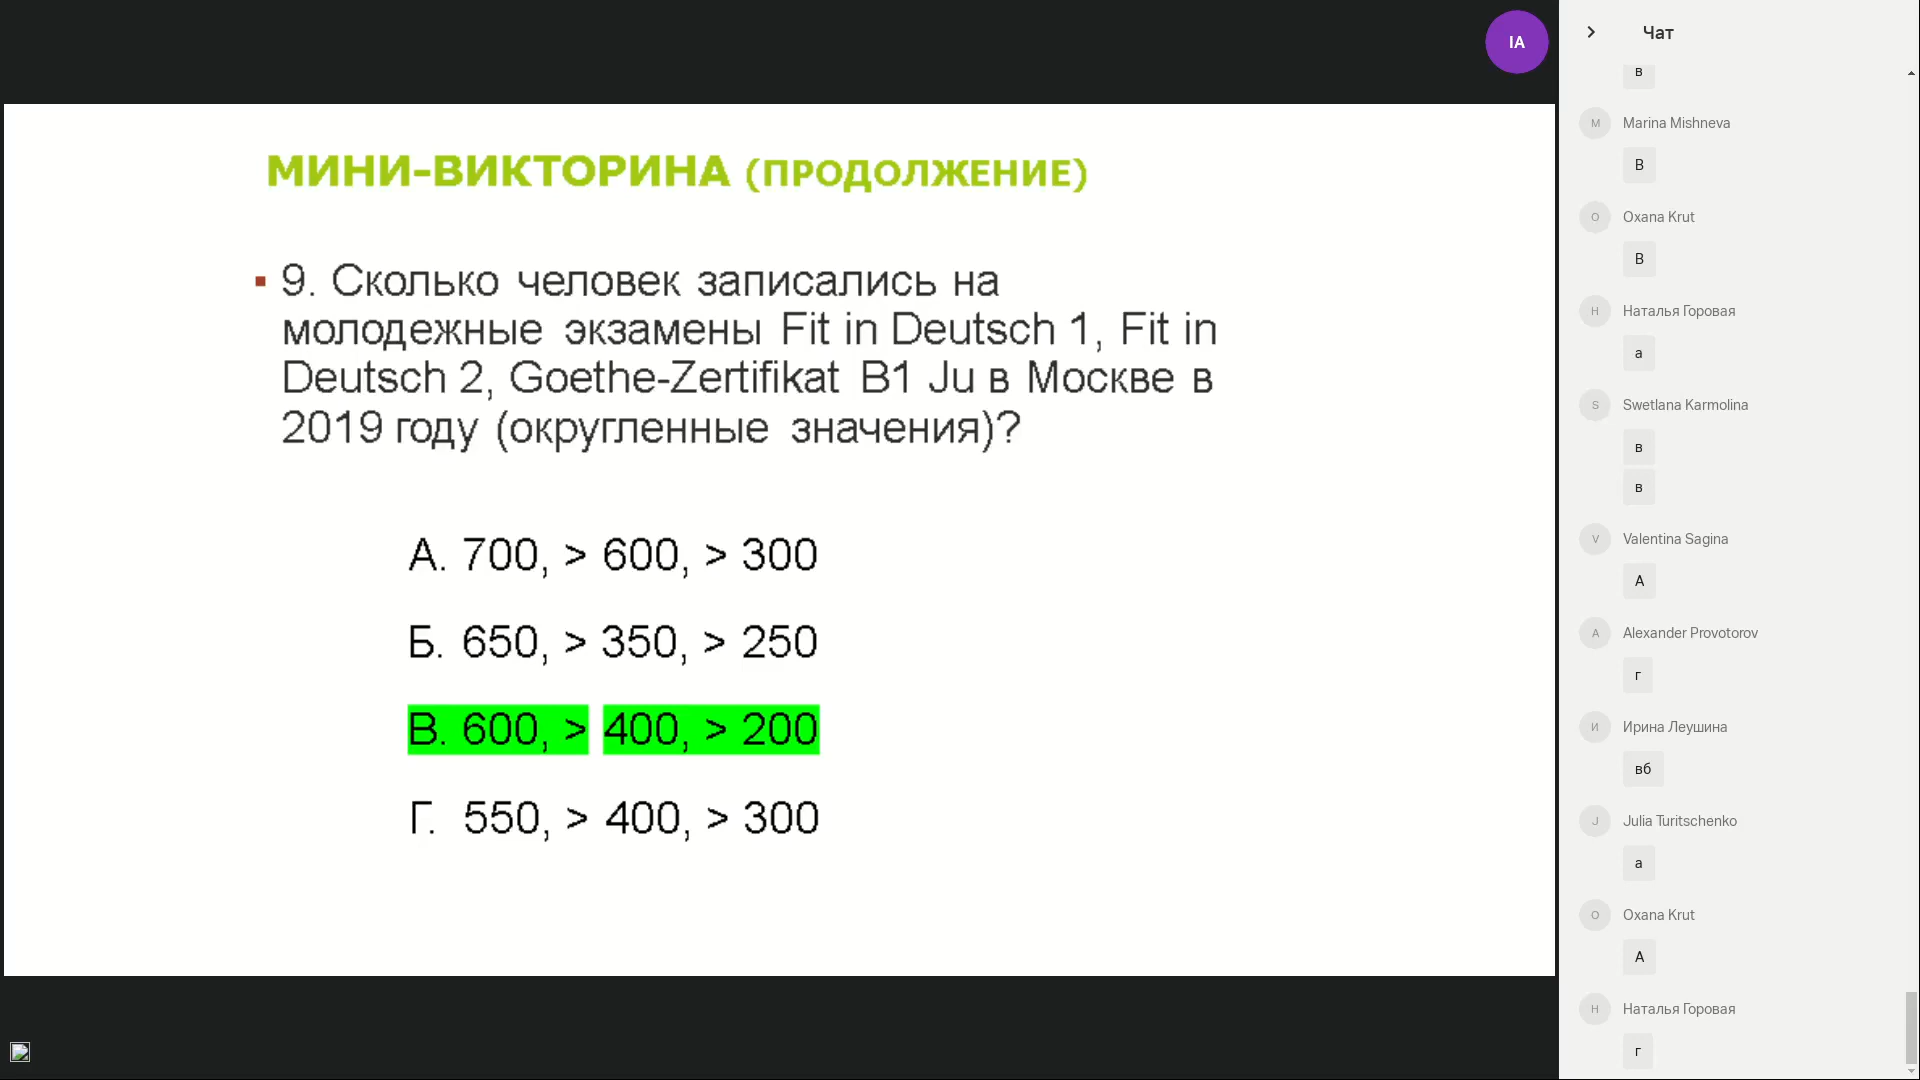 IA
МИНИ-ВИКТОРИНА (ПРОДОЛЖЕНИЕ)
9. Сколько человек записались на
молодежные экзамены Fit in Deutsch 1, Fit in
Deutsch 2, Goethe-Zertifikat B1 Ju в Москве в
2019 году (округленные значения)?
А. 700, > 600, > 300
Б. 650, > 350, > 250
В. 600, > 400, > 200
Г. 550, > 400, > 300
Чат
в
M
Marina Mishneva
В
O
Oxana Krut
В
Н
Наталья Горовая
а
S
Swetlana Karmolina
в
в
V
Valentina Sagina
А
A
Alexander Provotorov
г
И
Ирина Леушина
вб
J
Julia Turitschenko
а
O
Oxana Krut
А
Н
Наталья Горовая
г